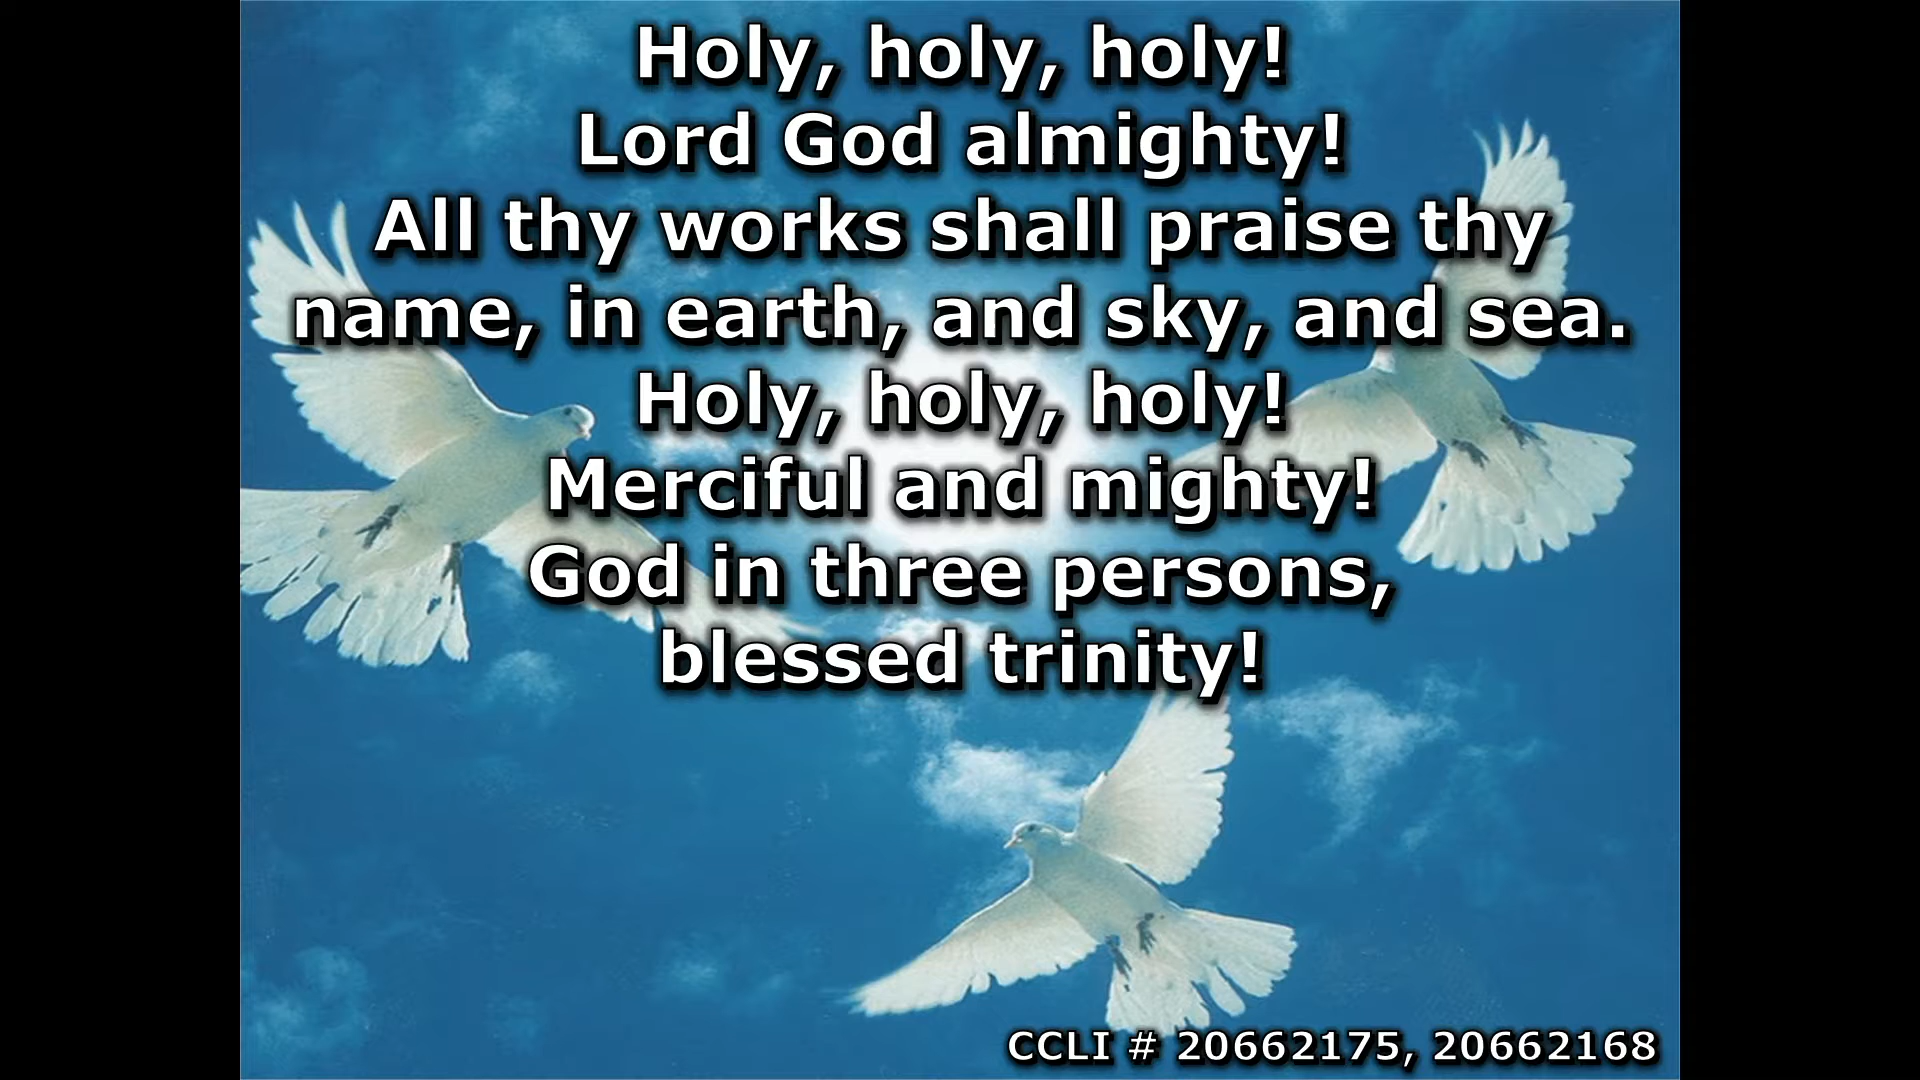 Holy, holy, holy!
Lord God almighty!
All thy works shall praise thy
name, in earth, and sky, and sea.
Holy, holy, holy!
Merciful and mighty!
God in three persons,
blessed trinity!
CCLI # 20662175, 20662168